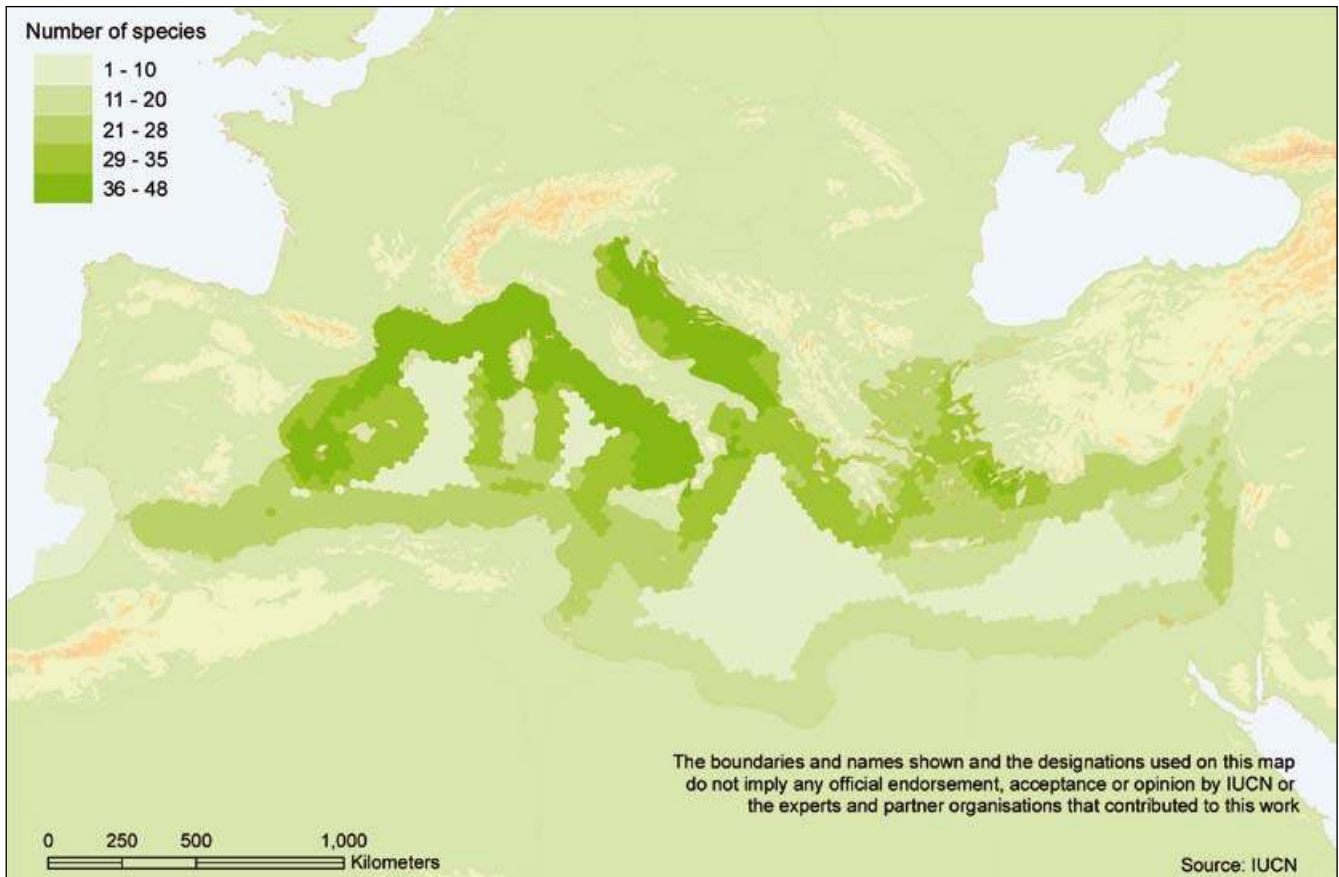 Number of species
1 - 10
11 - 20
21 - 28
29 - 35
36 - 48
The boundaries and names shown and the designations used on this map
do not imply any official endorsement, acceptance or opinion by IUCN or
the experts and partner organisations that contributed to this work
0 250 500 1,000
Kilometers
Source: IUCN